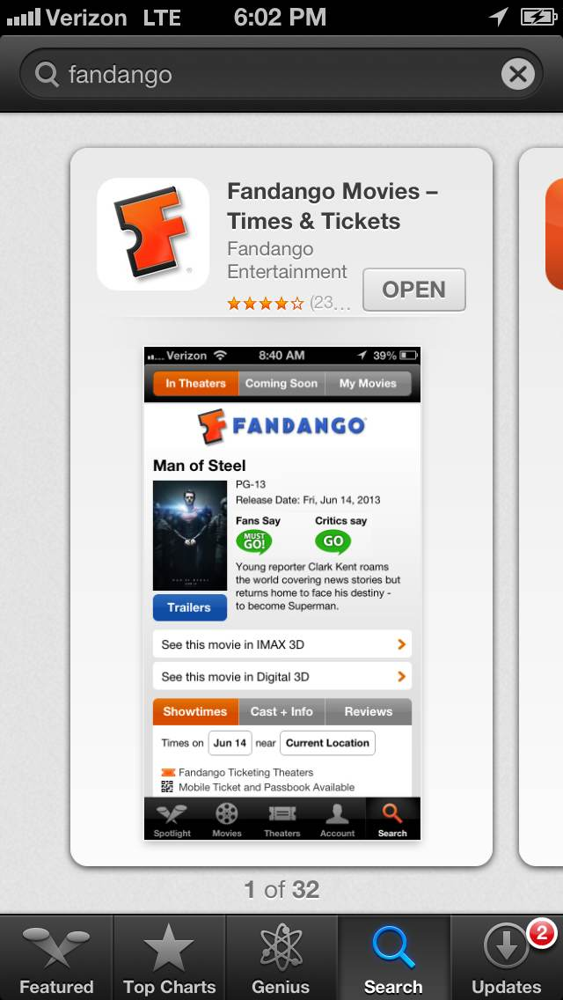 Verizon LTE 6:02 PM
fandango
Fandango Movies –
Times & Tickets
Fandango
Entertainment
OPEN
(23...
Verizon 8:40 AM 39%
In Theaters Coming Soon My Movies
FANDANGO
Man of Steel
PG-13
Release Date: Fri, Jun 14, 2013
Fans Say Critics say
MUST GO! GO
Young reporter Clark Kent roams
the world covering news stories but
returns home to face his destiny -
to become Superman.
Trailers
See this movie in IMAX 3D
See this movie in Digital 3D
Showtimes Cast + Info Reviews
Times on Jun 14 near Current Location
Fandango Ticketing Theaters
Mobile Ticket and Passbook Available
Spotlight Movies Theaters Account Search
1 of 32
2
Featured Top Charts Genius Search Updates